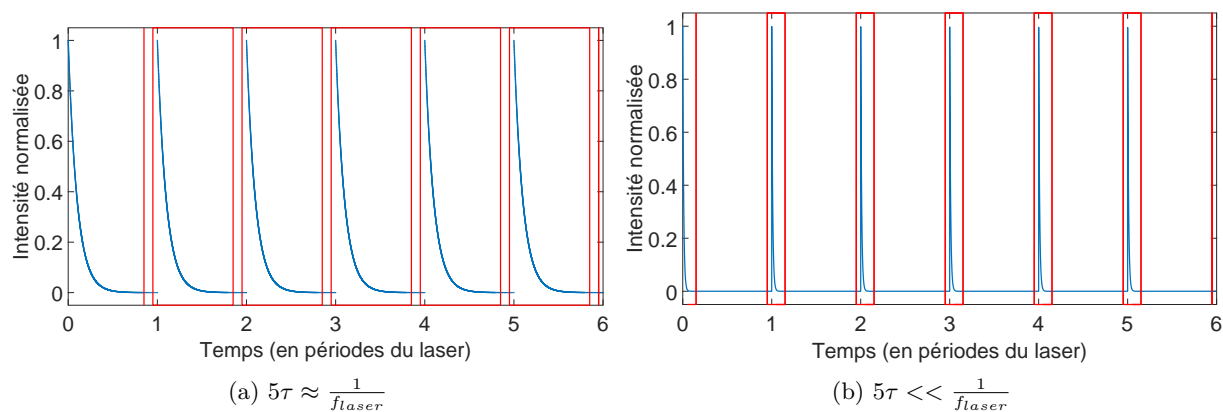 Intensité normalisée
1
0.8
0.6
0.4
0.2
0
0 1 2 3 4 5 6
Temps (en périodes du laser)
(a) 5τ ≈ 1/f_laser
Intensité normalisée
1
0.8
0.6
0.4
0.2
0
0 1 2 3 4 5 6
Temps (en périodes du laser)
(b) 5τ << 1/f_laser